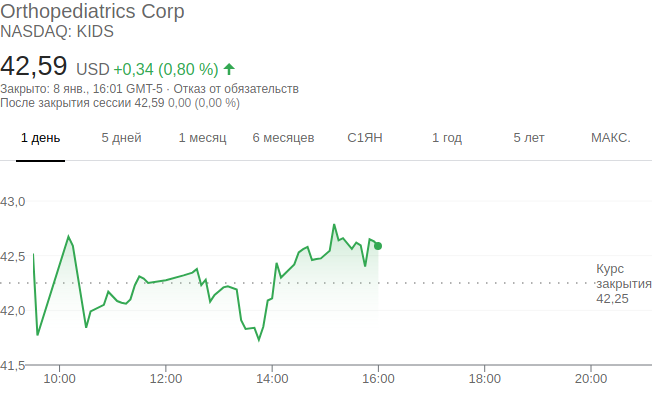 Orthopediatrics Corp
NASDAQ: KIDS
42,59 USD +0,34 (0,80 %)
Закрыто: 8 янв., 16:01 GMT-5 · Отказ от обязательств
После закрытия сессии 42,59 0,00 (0,00 %)
1 день 5 дней 1 месяц 6 месяцев С1ЯН 1 год 5 лет МАКС.
43,0
42,5
Курс
закрытия
42,25
42,0
41,5
10:00 12:00 14:00 16:00 18:00 20:00